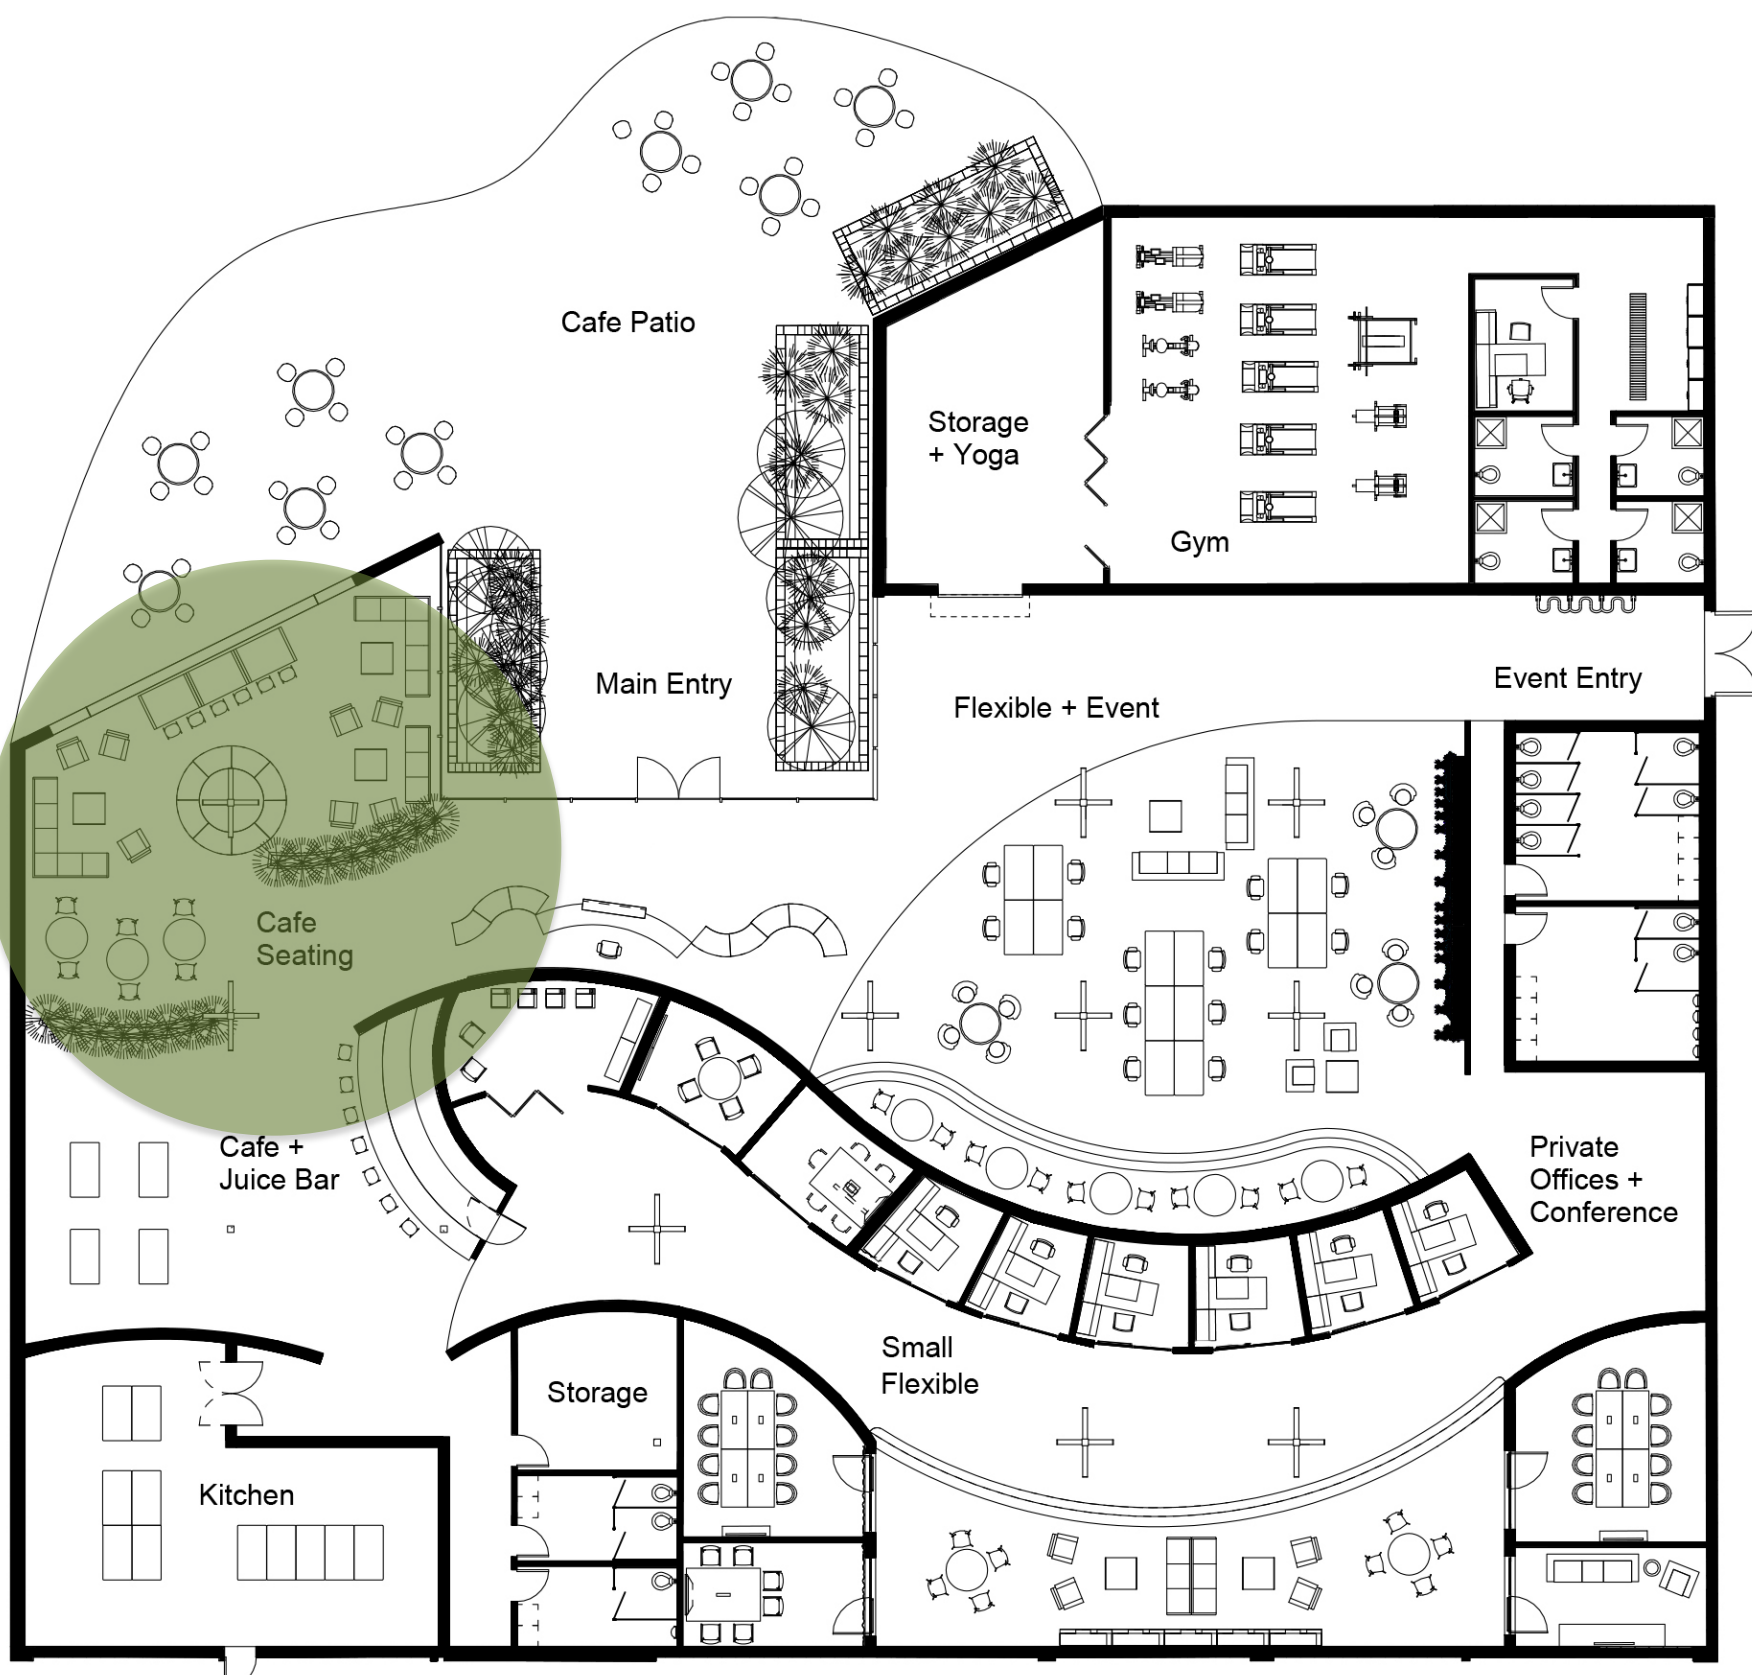 Cafe Patio
Storage
+ Yoga
Gym
Main Entry
Flexible + Event
Event Entry
Cafe
Seating
Cafe +
Juice Bar
Private
Offices +
Conference
Small
Flexible
Storage
Kitchen